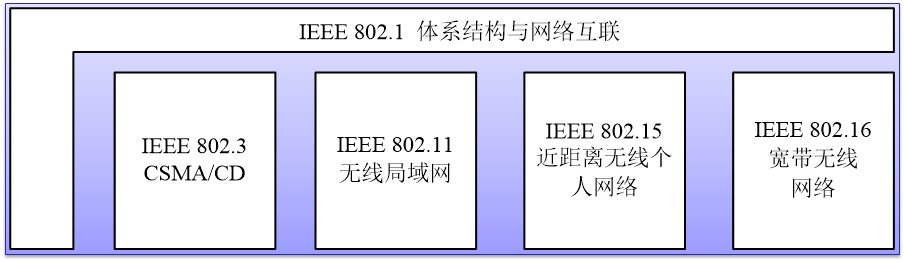 IEEE 802.1 体系结构与网络互联
IEEE 802.3
CSMA/CD
IEEE 802.11
无线局域网
IEEE 802.15
近距离无线个
人网络
IEEE 802.16
宽带无线
网络